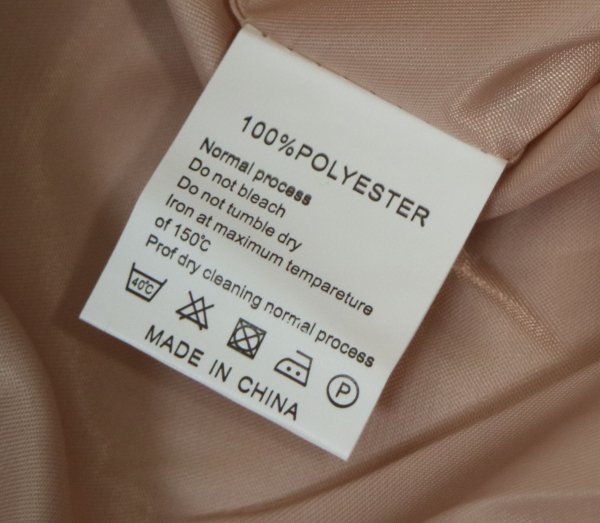 100%POLYESTER
Normal process
Do not bleach
Do not tumble dry
Iron at maximum tempareture
of 150℃
Prof dry cleaning normal process
40℃
P
MADE IN CHINA